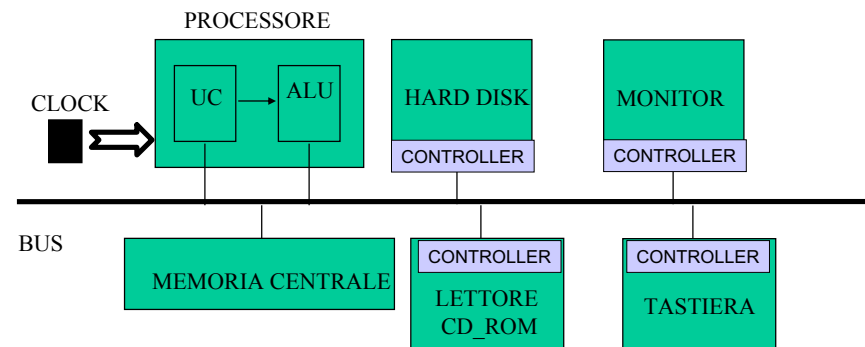 PROCESSORE
CLOCK
UC
ALU
HARD DISK
MONITOR
CONTROLLER
CONTROLLER
BUS
MEMORIA CENTRALE
CONTROLLER
LETTORE
CD_ROM
CONTROLLER
TASTIERA